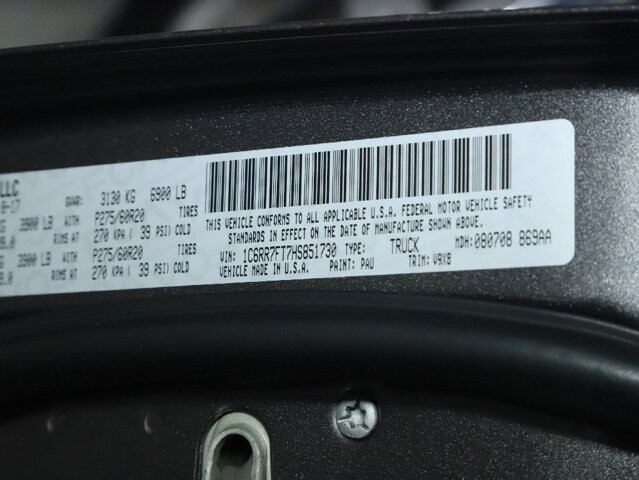 LLC
8-17
GVWR: 3130 KG 6900 LB
3900 LB WITH P275/60R20 TIRES
RIMS AT 270 KPA ( 39 PSI) COLD
3900 LB WITH P275/60R20 TIRES
RIMS AT 270 KPA ( 39 PSI) COLD
THIS VEHICLE CONFORMS TO ALL APPLICABLE U.S.A. FEDERAL MOTOR VEHICLE SAFETY
STANDARDS IN EFFECT ON THE DATE OF MANUFACTURE SHOWN ABOVE.
VIN: 1C6RR7FT7HS851730 TYPE: TRUCK MDH: 080708 869AA
MADE IN U.S.A. PAINT: PAU TRIM: V9X8